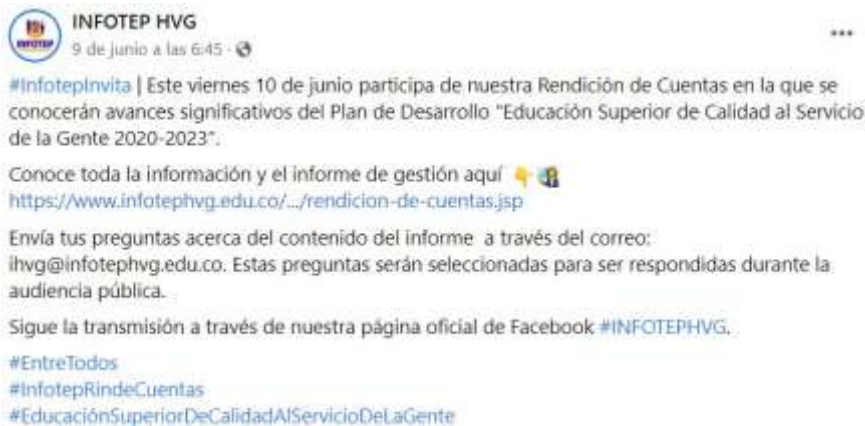 INFOTEP HVG
9 de junio a las 6:45 ·
INFOTEP
#InfotepInvita | Este viernes 10 de junio participa de nuestra Rendición de Cuentas en la que se
conocerán avances significativos del Plan de Desarrollo "Educación Superior de Calidad al Servicio
de la Gente 2020-2023".
Conoce toda la información y el informe de gestión aquí
https://www.infotephvg.edu.co/.../rendicion-de-cuentas.jsp
Envía tus preguntas acerca del contenido del informe a través del correo:
ihvg@infotephvg.edu.co. Estas preguntas serán seleccionadas para ser respondidas durante la
audiencia pública.
Sigue la transmisión a través de nuestra página oficial de Facebook #INFOTEPHVG.
#EntreTodos
#InfotepRindeCuentas
#EducaciónSuperiorDeCalidadAlServicioDeLaGente